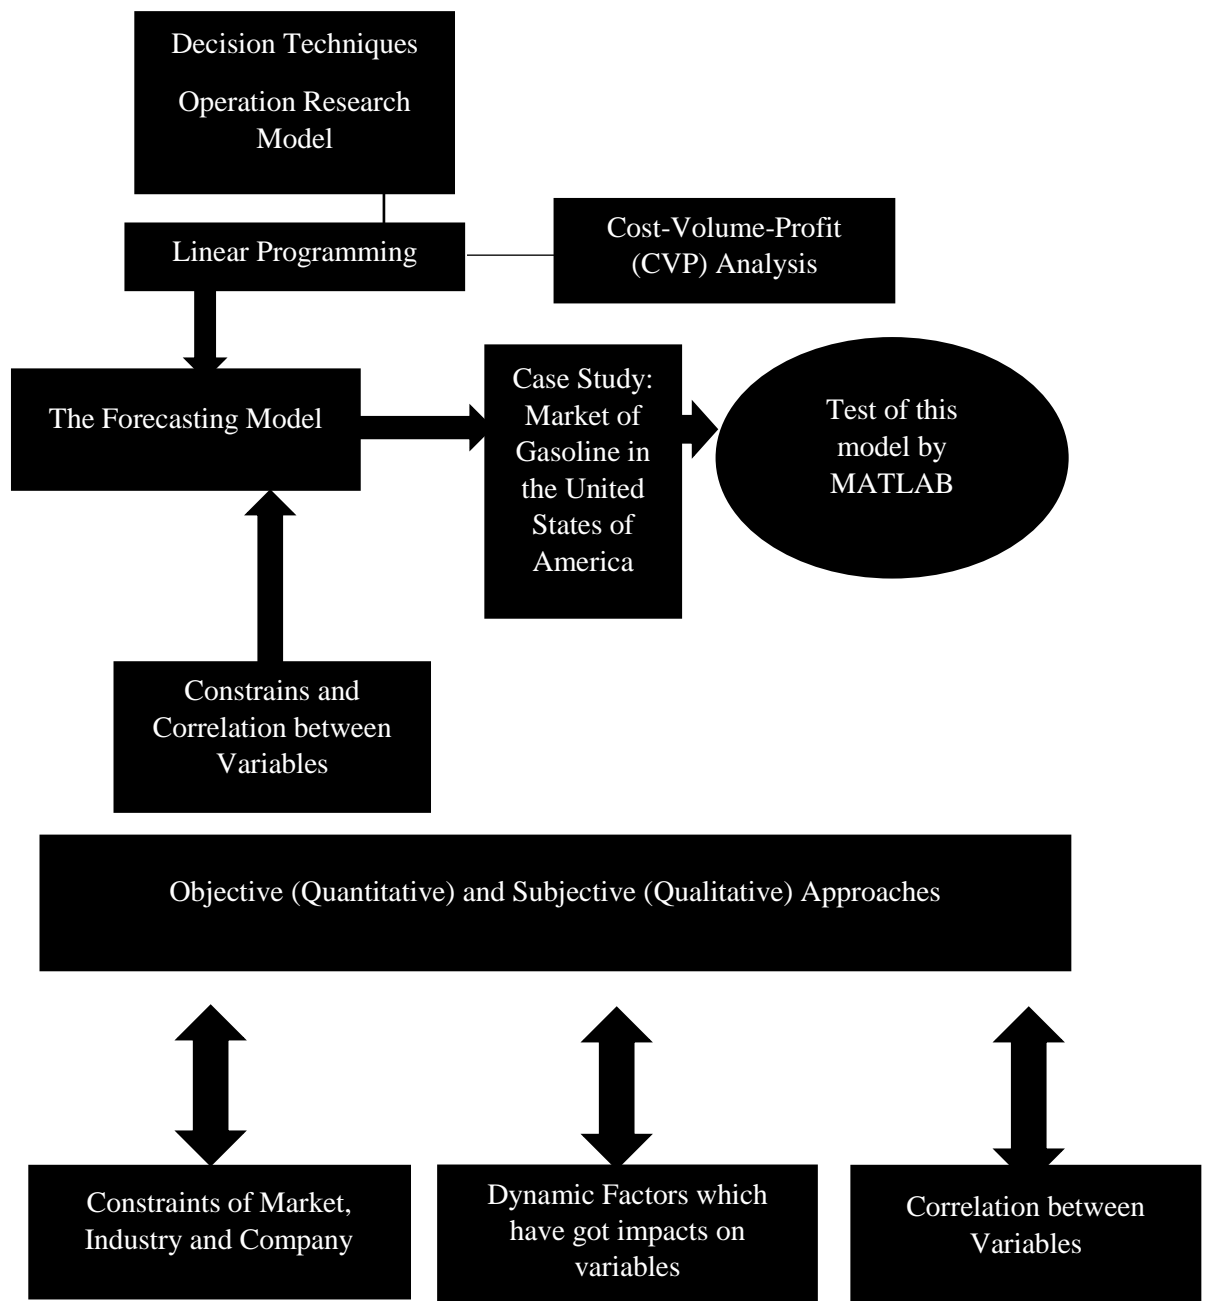 Decision Techniques
Operation Research
Model
Linear Programming
Cost-Volume-Profit
(CVP) Analysis
The Forecasting Model
Case Study:
Market of
Gasoline in
the United
States of
America
Test of this
model by
MATLAB
Constrains and
Correlation between
Variables
Objective (Quantitative) and Subjective (Qualitative) Approaches
Constraints of Market,
Industry and Company
Dynamic Factors which
have got impacts on
variables
Correlation between
Variables